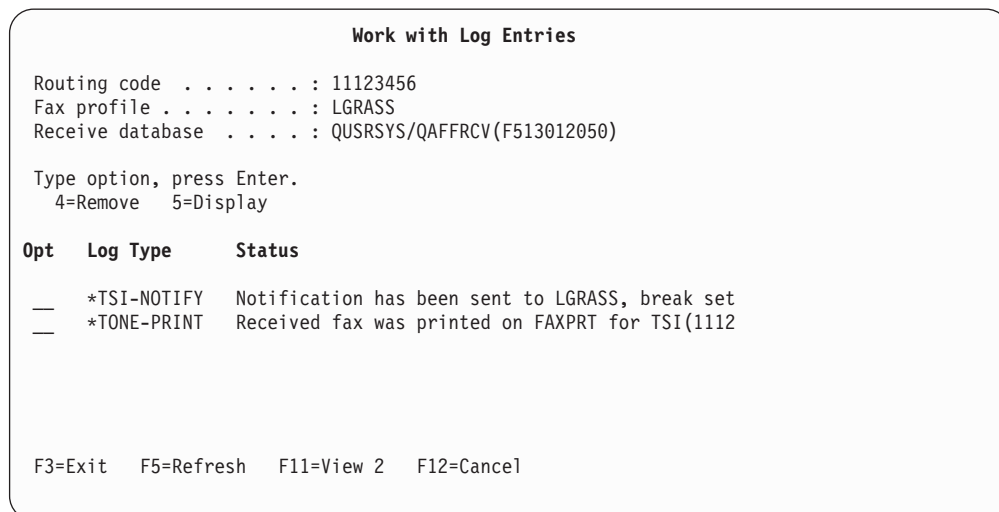 Work with Log Entries
Routing code . . . . . . : 11123456
Fax profile . . . . . . . : LGRASS
Receive database . . . . : QUSRSYS/QAFFRCV(F513012050)
Type option, press Enter.
4=Remove 5=Display
Opt Log Type Status
__ *TSI-NOTIFY Notification has been sent to LGRASS, break set
__ *TONE-PRINT Received fax was printed on FAXPRT for TSI(1112
F3=Exit F5=Refresh F11=View 2 F12=Cancel